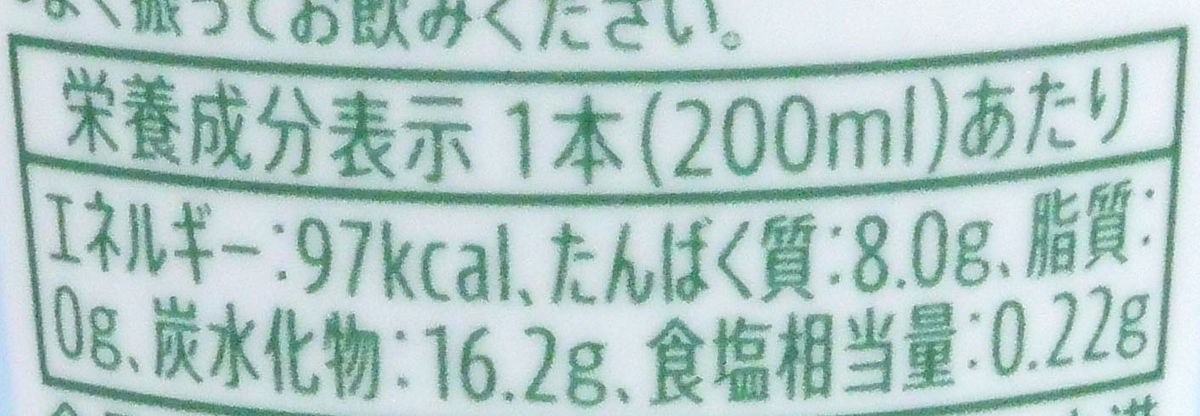 よく振ってお飲みください。
栄養成分表示 1本(200ml)あたり
エネルギー:97kcal、たんぱく質:8.0g、脂質:
0g、炭水化物:16.2g、食塩相当量:0.22g